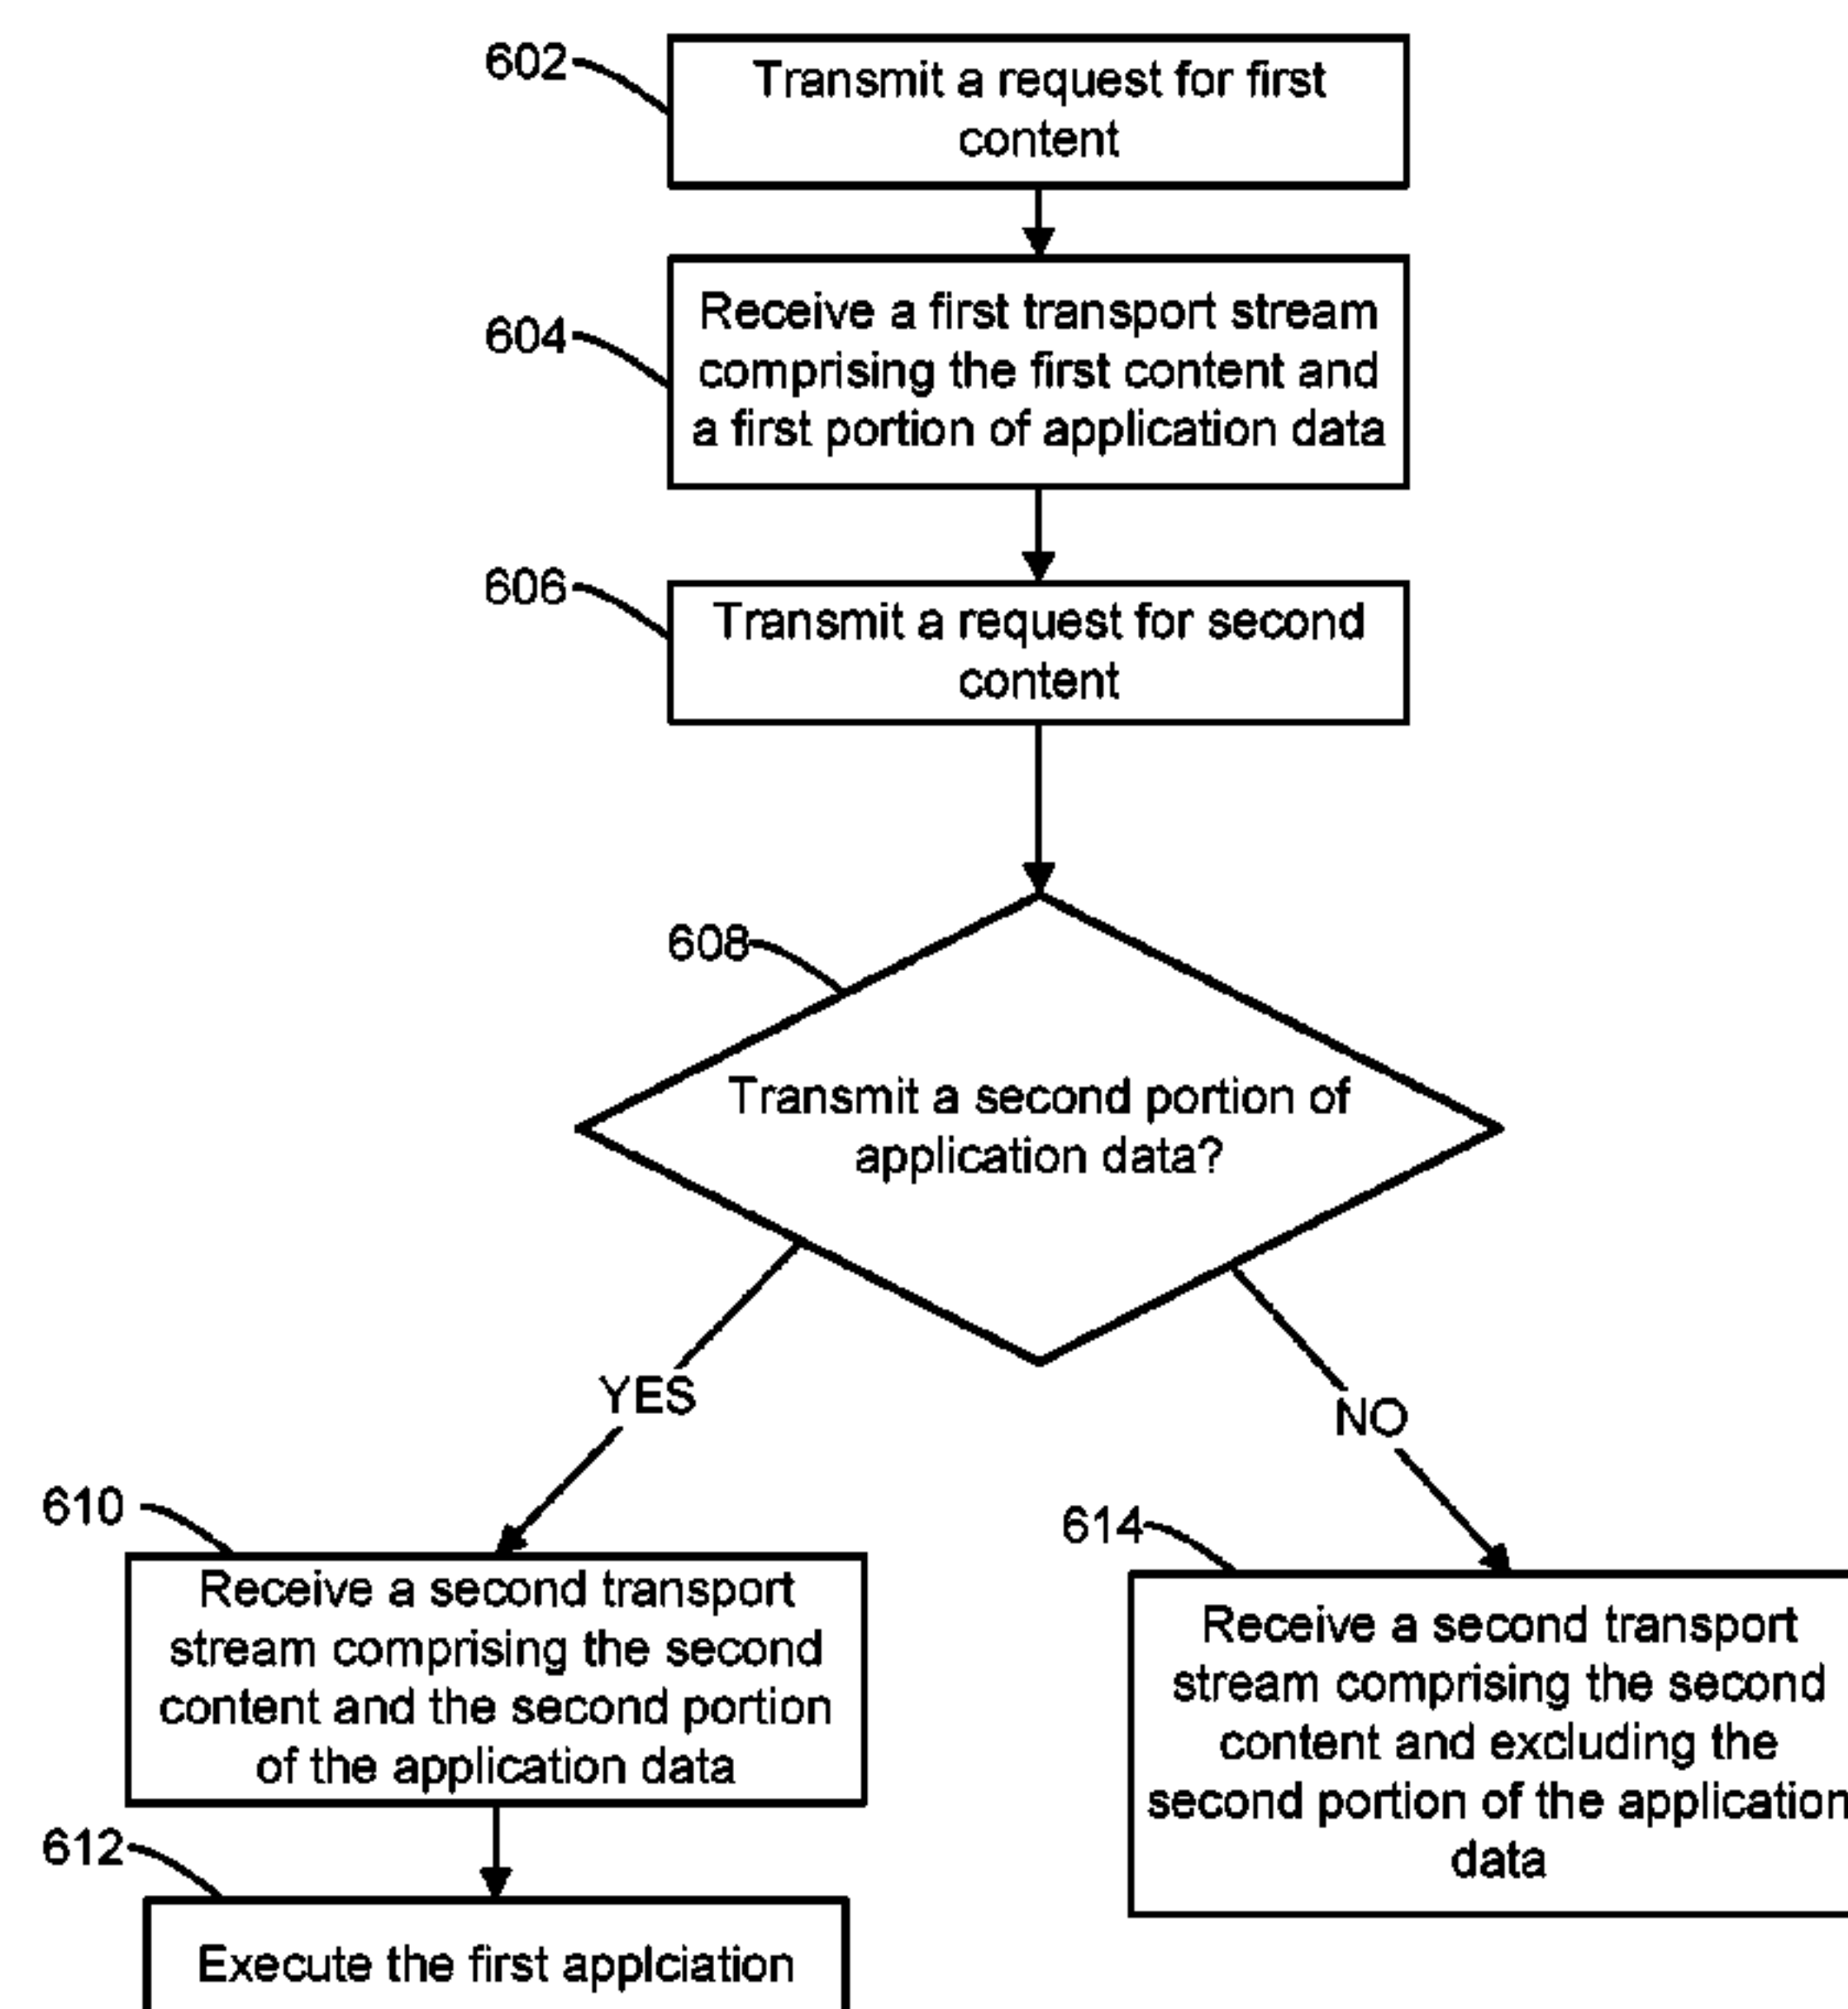 602
Transmit a request for first
content
604
Receive a first transport stream
comprising the first content and
a first portion of application data
606
Transmit a request for second
content
608
Transmit a second portion of
application data?
YES
NO
610
Receive a second transport
stream comprising the second
content and the second portion
of the application data
614
Receive a second transport
stream comprising the second
content and excluding the
second portion of the application
data
612
Execute the first applciation